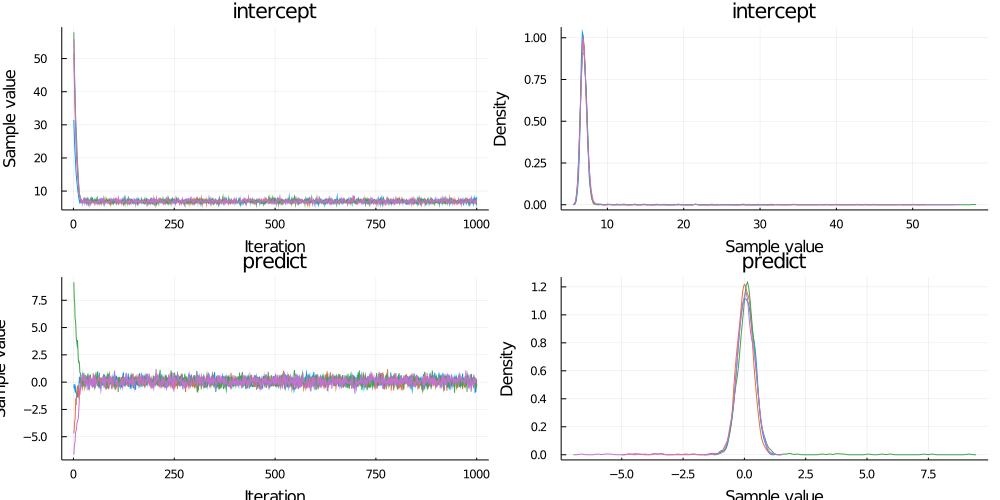 intercept
Sample value
50
40
30
20
10
0 250 500 750 1000
Iteration
intercept
Density
1.00
0.75
0.50
0.25
0.00
10 20 30 40 50
Sample value
predict
Sample value
7.5
5.0
2.5
0.0
−2.5
−5.0
0 250 500 750 1000
Iteration
predict
Density
1.2
1.0
0.8
0.6
0.4
0.2
0.0
−5.0 −2.5 0.0 2.5 5.0 7.5
Sample value